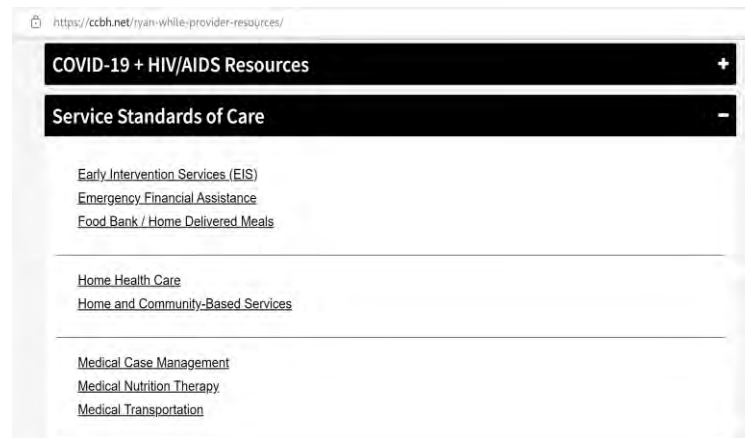 https://ccbh.net/ryan-while-provider-resources/
COVID-19 + HIV/AIDS Resources +
Service Standards of Care −
Early Intervention Services (EIS)
Emergency Financial Assistance
Food Bank / Home Delivered Meals
Home Health Care
Home and Community-Based Services
Medical Case Management
Medical Nutrition Therapy
Medical Transportation